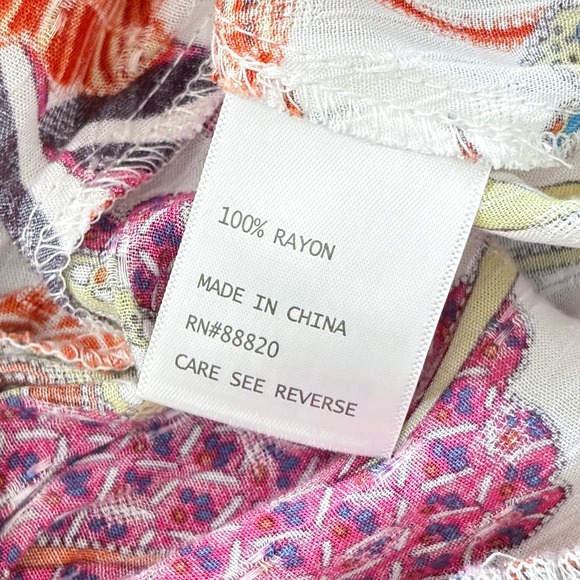 100% RAYON
MADE IN CHINA
RN#88820
CARE SEE REVERSE